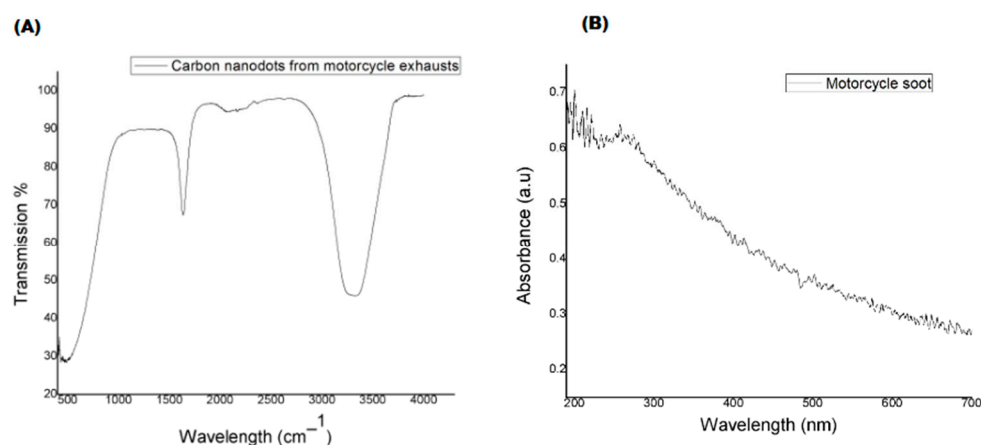 (A)
Carbon nanodots from motorcycle exhausts
100
90
80
70
60
50
40
30
20
Transmission %
500 1000 1500 2000 2500 3000 3500 4000
Wavelength (cm⁻¹)
(B)
Motorcycle soot
0.7
0.6
0.5
0.4
0.3
0.2
Absorbance (a.u)
200 300 400 500 600 700
Wavelength (nm)